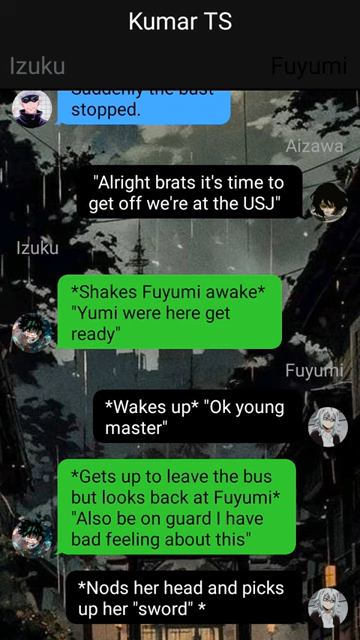 Kumar TS
Izuku
Fuyumi
Suddenly the bust
stopped.
Aizawa
"Alright brats it's time to
get off we're at the USJ"
Izuku
*Shakes Fuyumi awake*
"Yumi were here get
ready"
Fuyumi
*Wakes up* "Ok young
master"
*Gets up to leave the bus
but looks back at Fuyumi*
"Also be on guard I have
bad feeling about this"
*Nods her head and picks
up her "sword" *